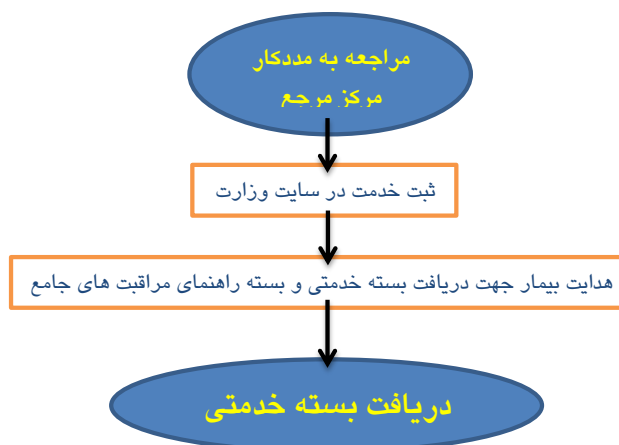 مراجعه به مددکار
مرکز مرجع
ثبت خدمت در سایت وزارت
هدایت بیمار جهت دریافت بسته خدمتی و بسته راهنمای مراقبت های جامع
دریافت بسته خدمتی